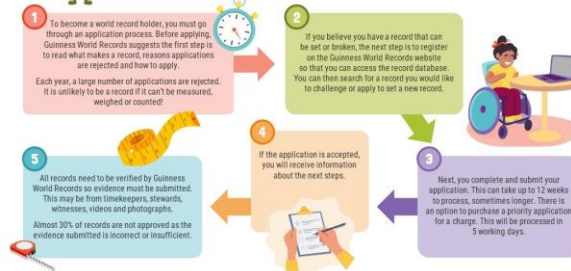 1
To become a world record holder, you must go
through an application process. Before applying,
Guinness World Records suggests the first step is
to read what makes a record, reasons applications
are rejected and how to apply.
Each year, a large number of applications are rejected.
It is unlikely to be a record if it can't be measured,
weighed or counted!
2
If you believe you have a record that can
be set or broken, the next step is to register
on the Guinness World Records website
so that you can access the record database.
You can then search for a record you would like
to challenge or apply to set a new record.
3
Next, you complete and submit your
application. This can take up to 12 weeks
to process, sometimes longer. There is
an option to purchase a priority application
for a charge. This will be processed in
5 working days.
4
If the application is accepted,
you will receive information
about the next steps.
5
All records need to be verified by Guinness
World Records so evidence must be submitted.
This may be from timekeepers, stewards,
witnesses, videos and photographs.
Almost 30% of records are not approved as the
evidence submitted is incorrect or insufficient.